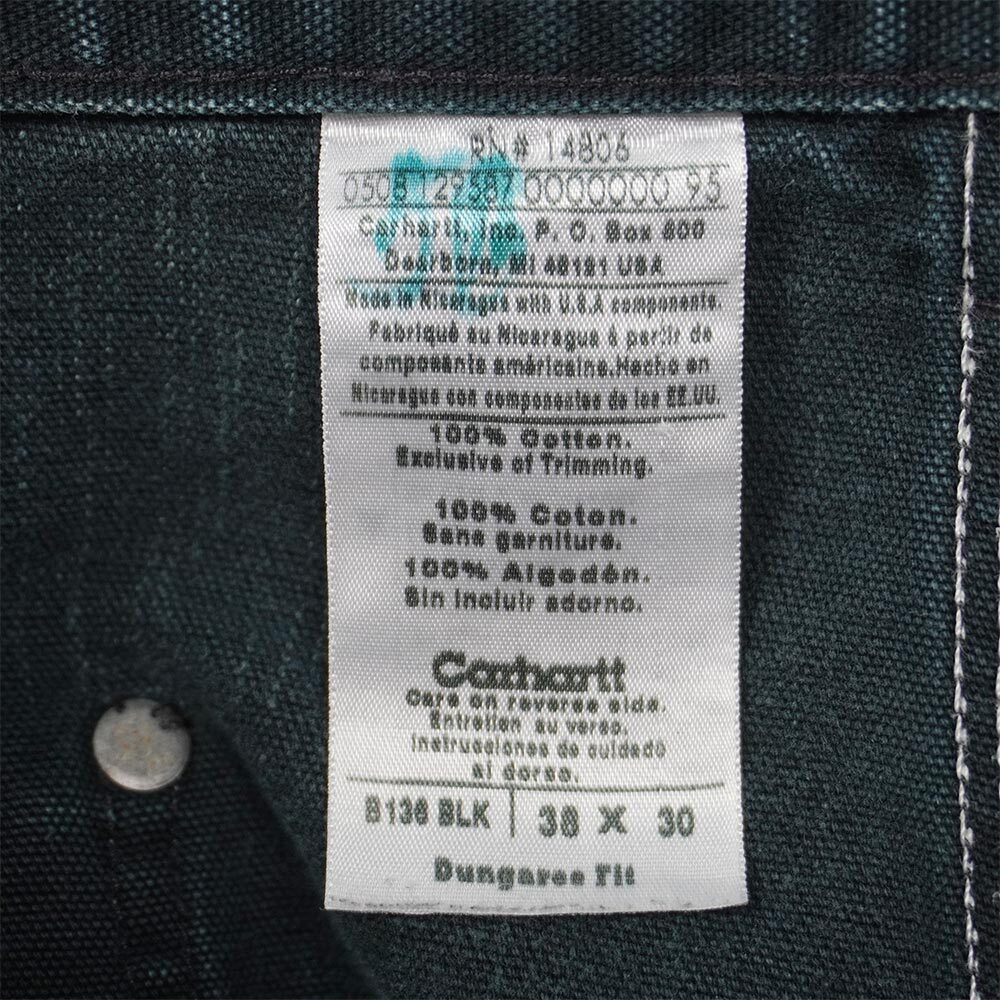 RN# 14806
0508129587 0000000 95
Carhartt, Inc. P. O. Box 600
Dearborn, MI 48121 USA
Made in Nicaragua with U.S.A components.
Fabriqué au Nicaragua à partir de
composants américains.Hecho en
Nicaragua con componentes de los EE.UU.
100% Cotton.
Exclusive of Trimming.
100% Coton.
Sans garniture.
100% Algodón.
Sin incluir adorno.
Carhartt
Care on reverse side.
Entretien au verso.
Instrucciones de cuidado
al dorso.
B136 BLK | 38 X 30
Dungaree Fit